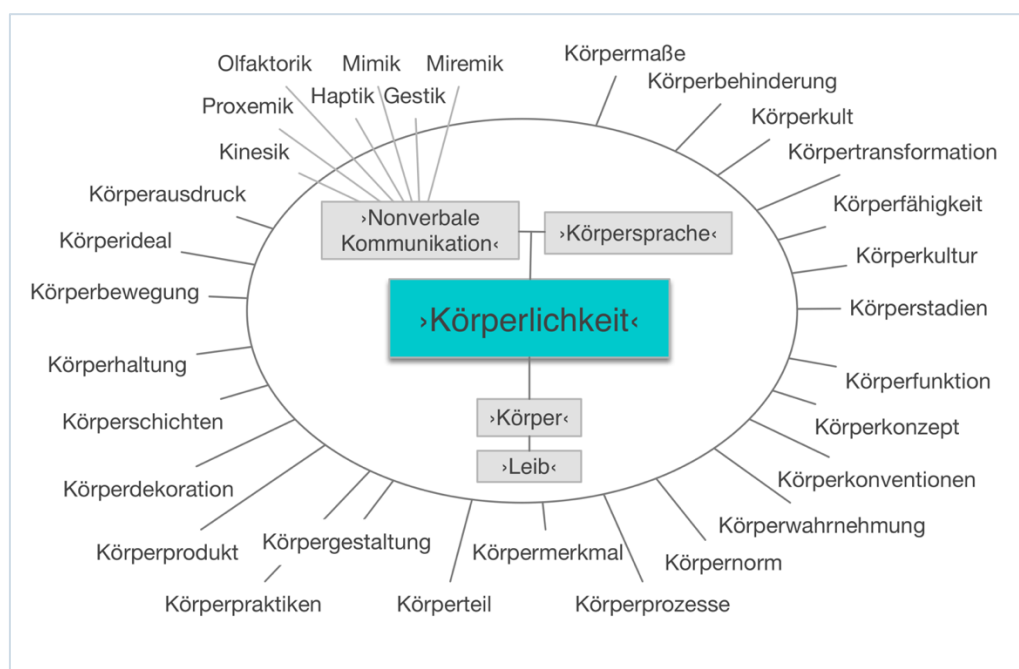 Olfaktorik
Mimik
Miremik
Proxemik
Haptik
Gestik
Kinesik
Körpermaße
Körperbehinderung
Körperkult
Körpertransformation
Körperfähigkeit
Körperkultur
Körperstadien
Körperausdruck
Körperideal
Körperbewegung
Körperhaltung
Körperschichten
Körperdekoration
Körperprodukt
Körpergestaltung
Körperpraktiken
Körperteil
Körpermerkmal
Körperprozesse
Körpernorm
Körperwahrnehmung
Körperkonventionen
Körperkonzept
Körperfunktion
›Nonverbale
Kommunikation‹
›Körpersprache‹
›Körperlichkeit‹
›Körper‹
›Leib‹